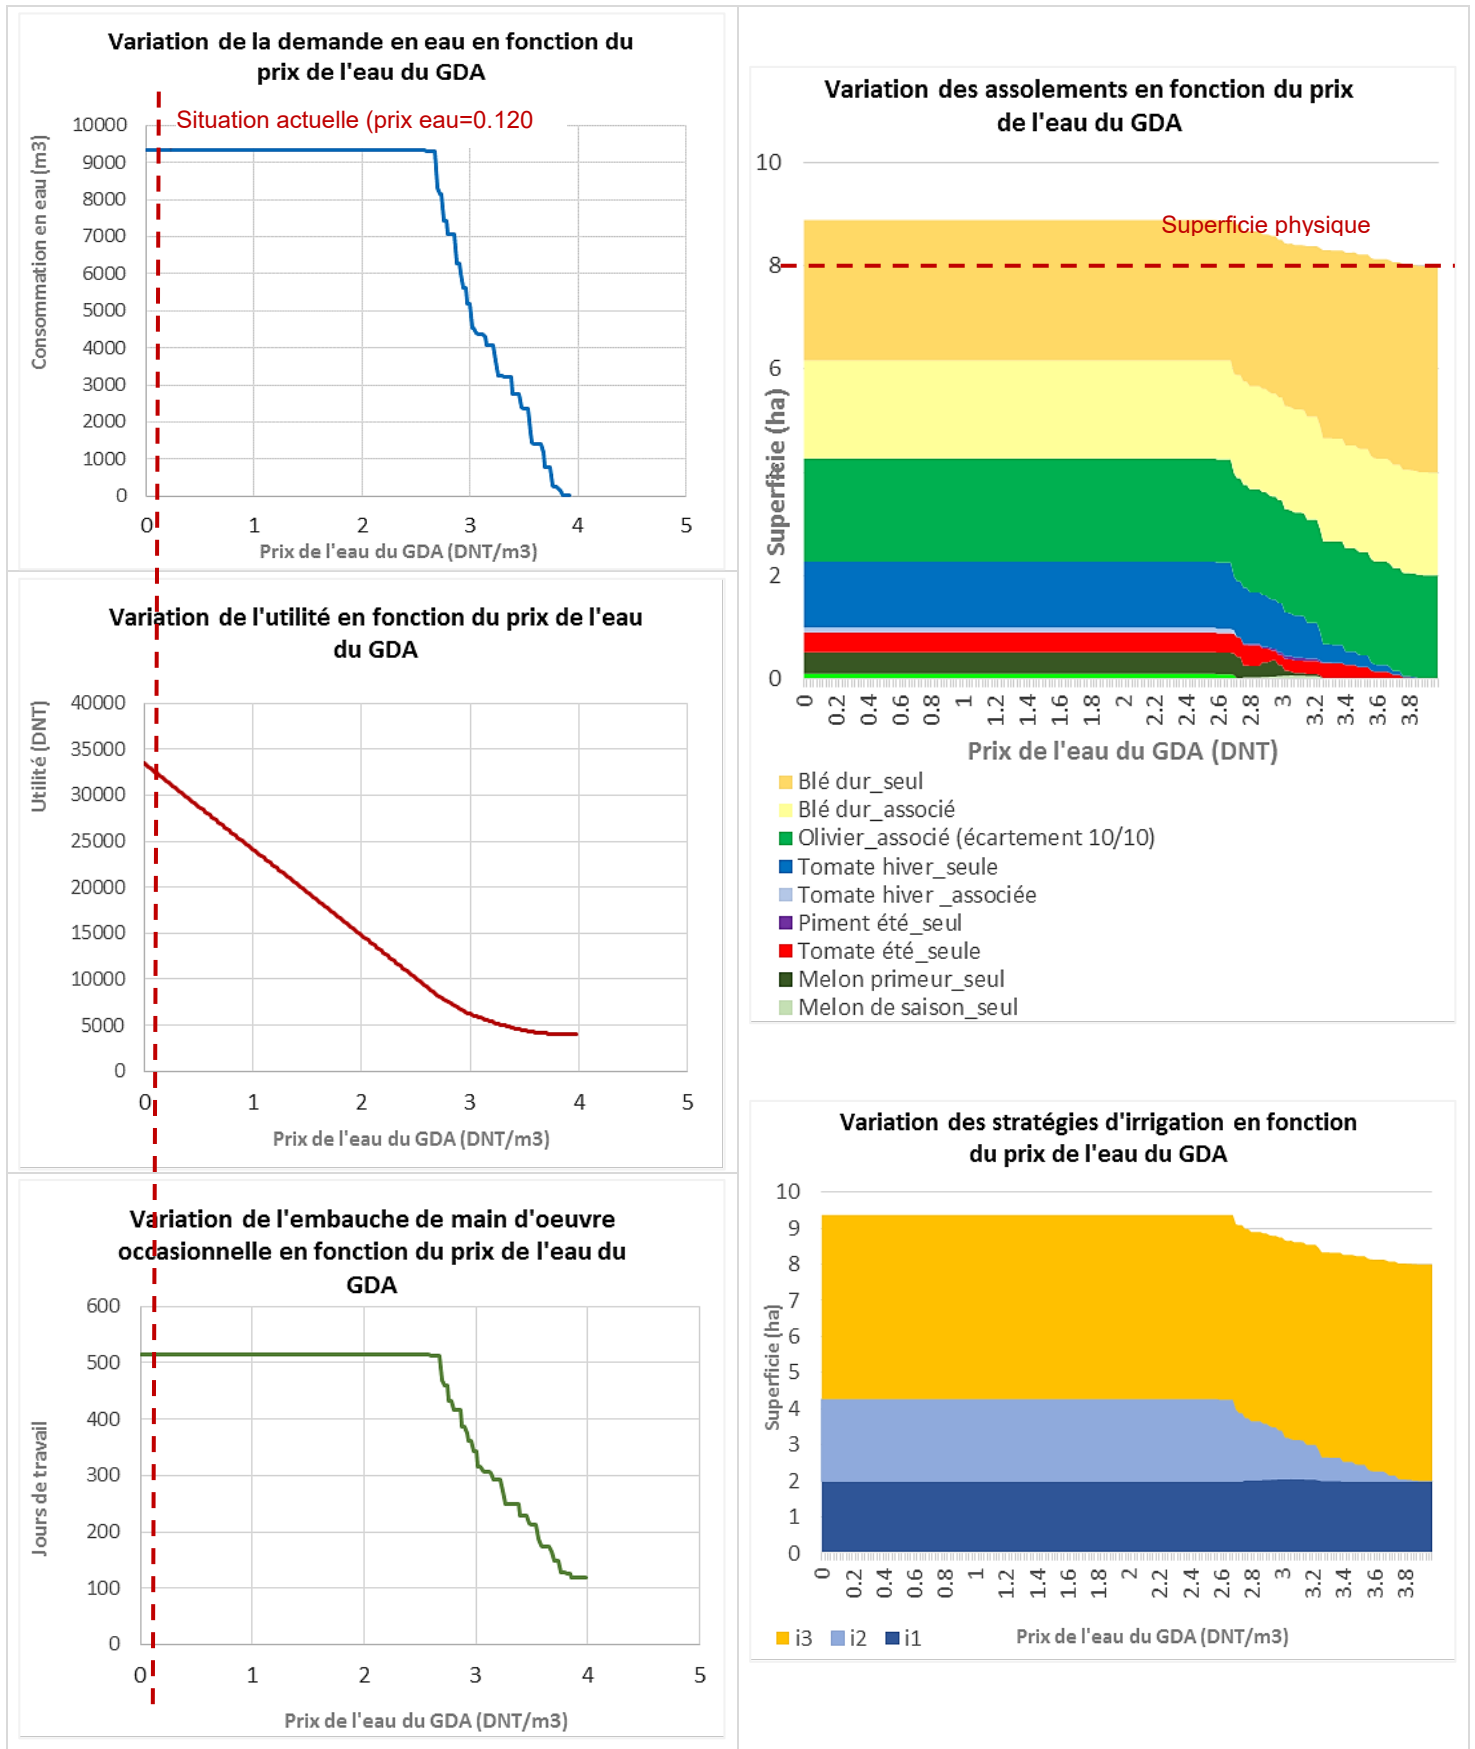 Variation de la demande en eau en fonction du
prix de l'eau du GDA
Situation actuelle (prix eau=0.120
Consommation en eau (m3)
10000
9000
8000
7000
6000
5000
4000
3000
2000
1000
0
0 1 2 3 4 5
Prix de l'eau du GDA (DNT/m3)
Variation de l'utilité en fonction du prix de l'eau
du GDA
Utilité (DNT)
40000
35000
30000
25000
20000
15000
10000
5000
0
0 1 2 3 4 5
Prix de l'eau du GDA (DNT/m3)
Variation de l'embauche de main d'oeuvre
occasionnelle en fonction du prix de l'eau du
GDA
Jours de travail
600
500
400
300
200
100
0
0 1 2 3 4 5
Prix de l'eau du GDA (DNT/m3)
Variation des assolements en fonction du prix
de l'eau du GDA
Superficie physique
Superficie (ha)
10
8
6
2
0
0 0.2 0.4 0.6 0.8 1 1.2 1.4 1.6 1.8 2 2.2 2.4 2.6 2.8 3 3.2 3.4 3.6 3.8
Prix de l'eau du GDA (DNT)
Blé dur_seul
Blé dur_associé
Olivier_associé (écartement 10/10)
Tomate hiver_seule
Tomate hiver _associée
Piment été_seul
Tomate été_seule
Melon primeur_seul
Melon de saison_seul
Variation des stratégies d'irrigation en fonction
du prix de l'eau du GDA
Superficie (ha)
10
9
8
7
6
5
4
3
2
1
0
0 0.2 0.4 0.6 0.8 1 1.2 1.4 1.6 1.8 2 2.2 2.4 2.6 2.8 3 3.2 3.4 3.6 3.8
i3 i2 i1
Prix de l'eau du GDA (DNT/m3)